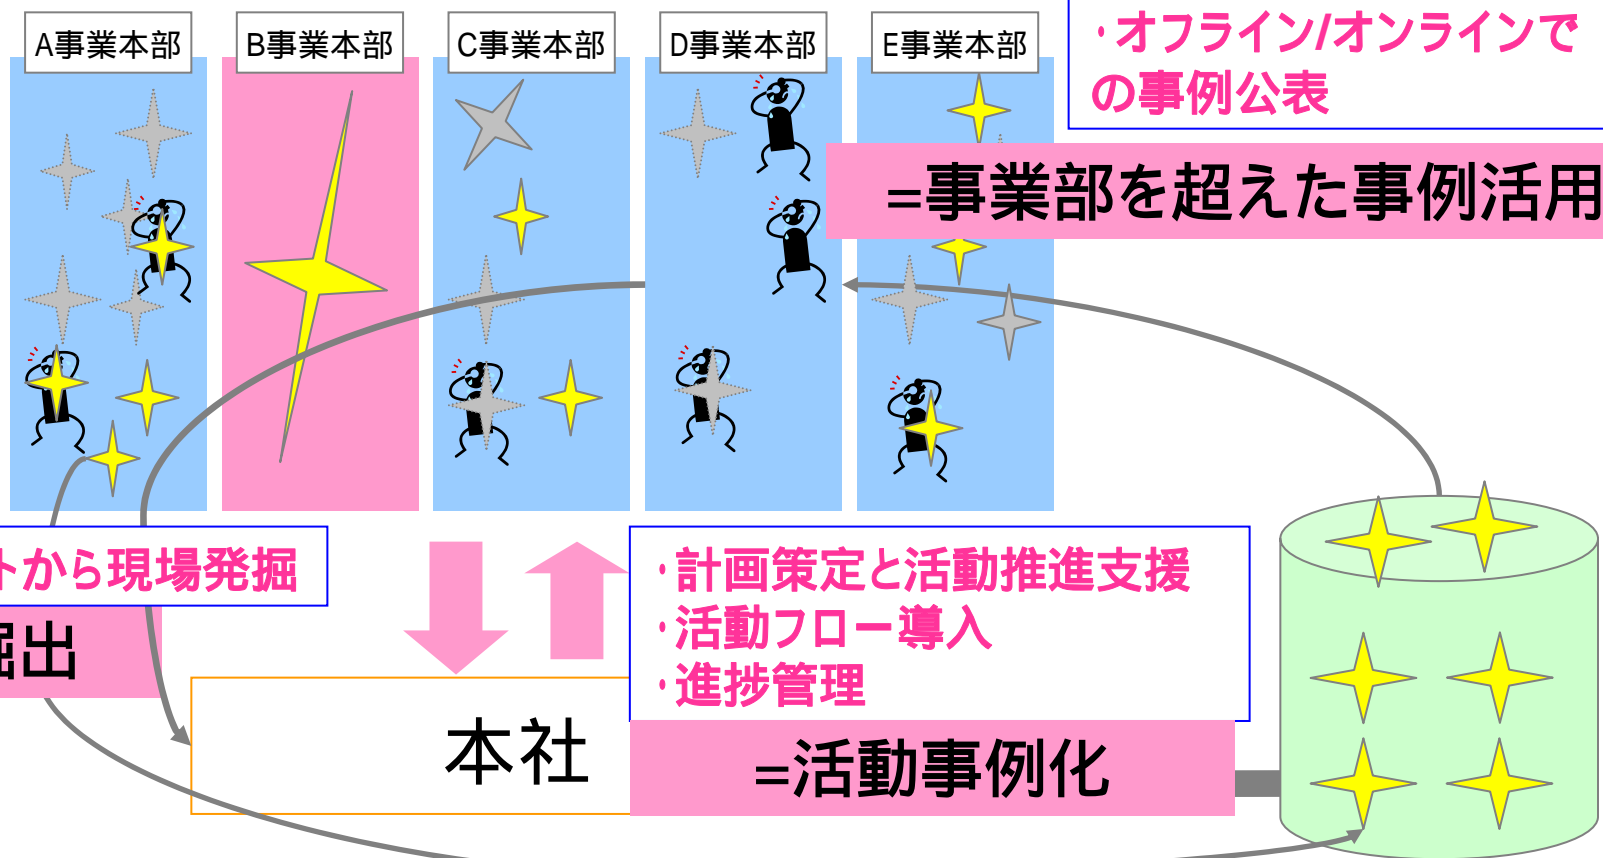 A事業本部
B事業本部
C事業本部
D事業本部
E事業本部
・オフライン/オンラインで
の事例公表
=事業部を超えた事例活用
トから現場発掘
掘出
・計画策定と活動推進支援
・活動フロー導入
・進捗管理
本社
=活動事例化